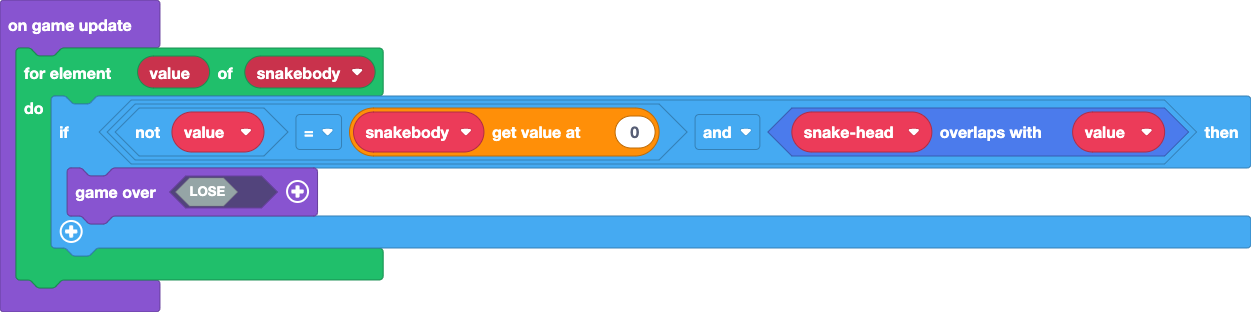 on game update
for element value of snakebody
do
if not value = snakebody get value at 0 and snake-head overlaps with value then
game over LOSE